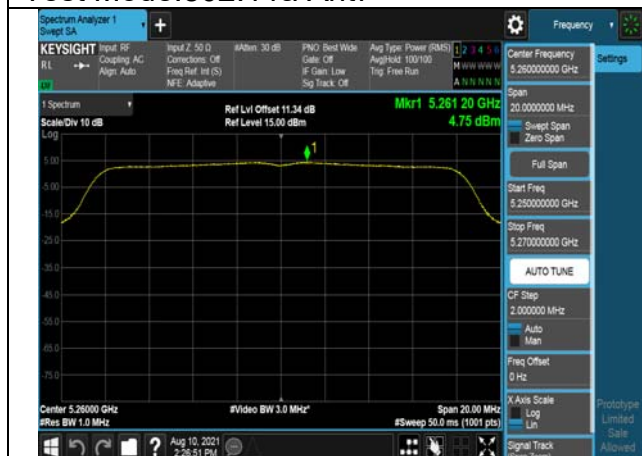 Spectrum Analyzer 1
Swept SA
Frequency
KEYSIGHT
Input: RF
Coupling: AC
Align: Auto
Input Z: 50 Ω
Corrections: Off
Freq Ref: Int (S)
NFE: Adaptive
#Atten: 30 dB
PNO: Best Wide
Gate: Off
IF Gain: Low
Sig Track: Off
Avg Type: Power (RMS)
Avg|Hold: 100/100
Trig: Free Run
1 2 3 4 5 6
M W W W W W
A N N N N N
RL
Center Frequency
5.260000000 GHz
Settings
Span
20.0000000 MHz
Swept Span
Zero Span
Full Span
Start Freq
5.250000000 GHz
Stop Freq
5.270000000 GHz
AUTO TUNE
CF Step
2.000000 MHz
Auto
Man
Freq Offset
0 Hz
X Axis Scale
Log
Lin
Signal Track
Prototype
Limited
Sale
Allowed
1 Spectrum
Scale/Div 10 dB
Log
Ref Lvl Offset 11.34 dB
Ref Level 15.00 dBm
Mkr1 5.261 20 GHz
4.75 dBm
1
5.00
-5.00
-15.0
-25.0
-35.0
-45.0
-55.0
-65.0
-75.0
Center 5.26000 GHz
#Res BW 1.0 MHz
#Video BW 3.0 MHz*
Span 20.00 MHz
#Sweep 50.0 ms (1001 pts)
?
Aug 10, 2021
2:26:51 PM